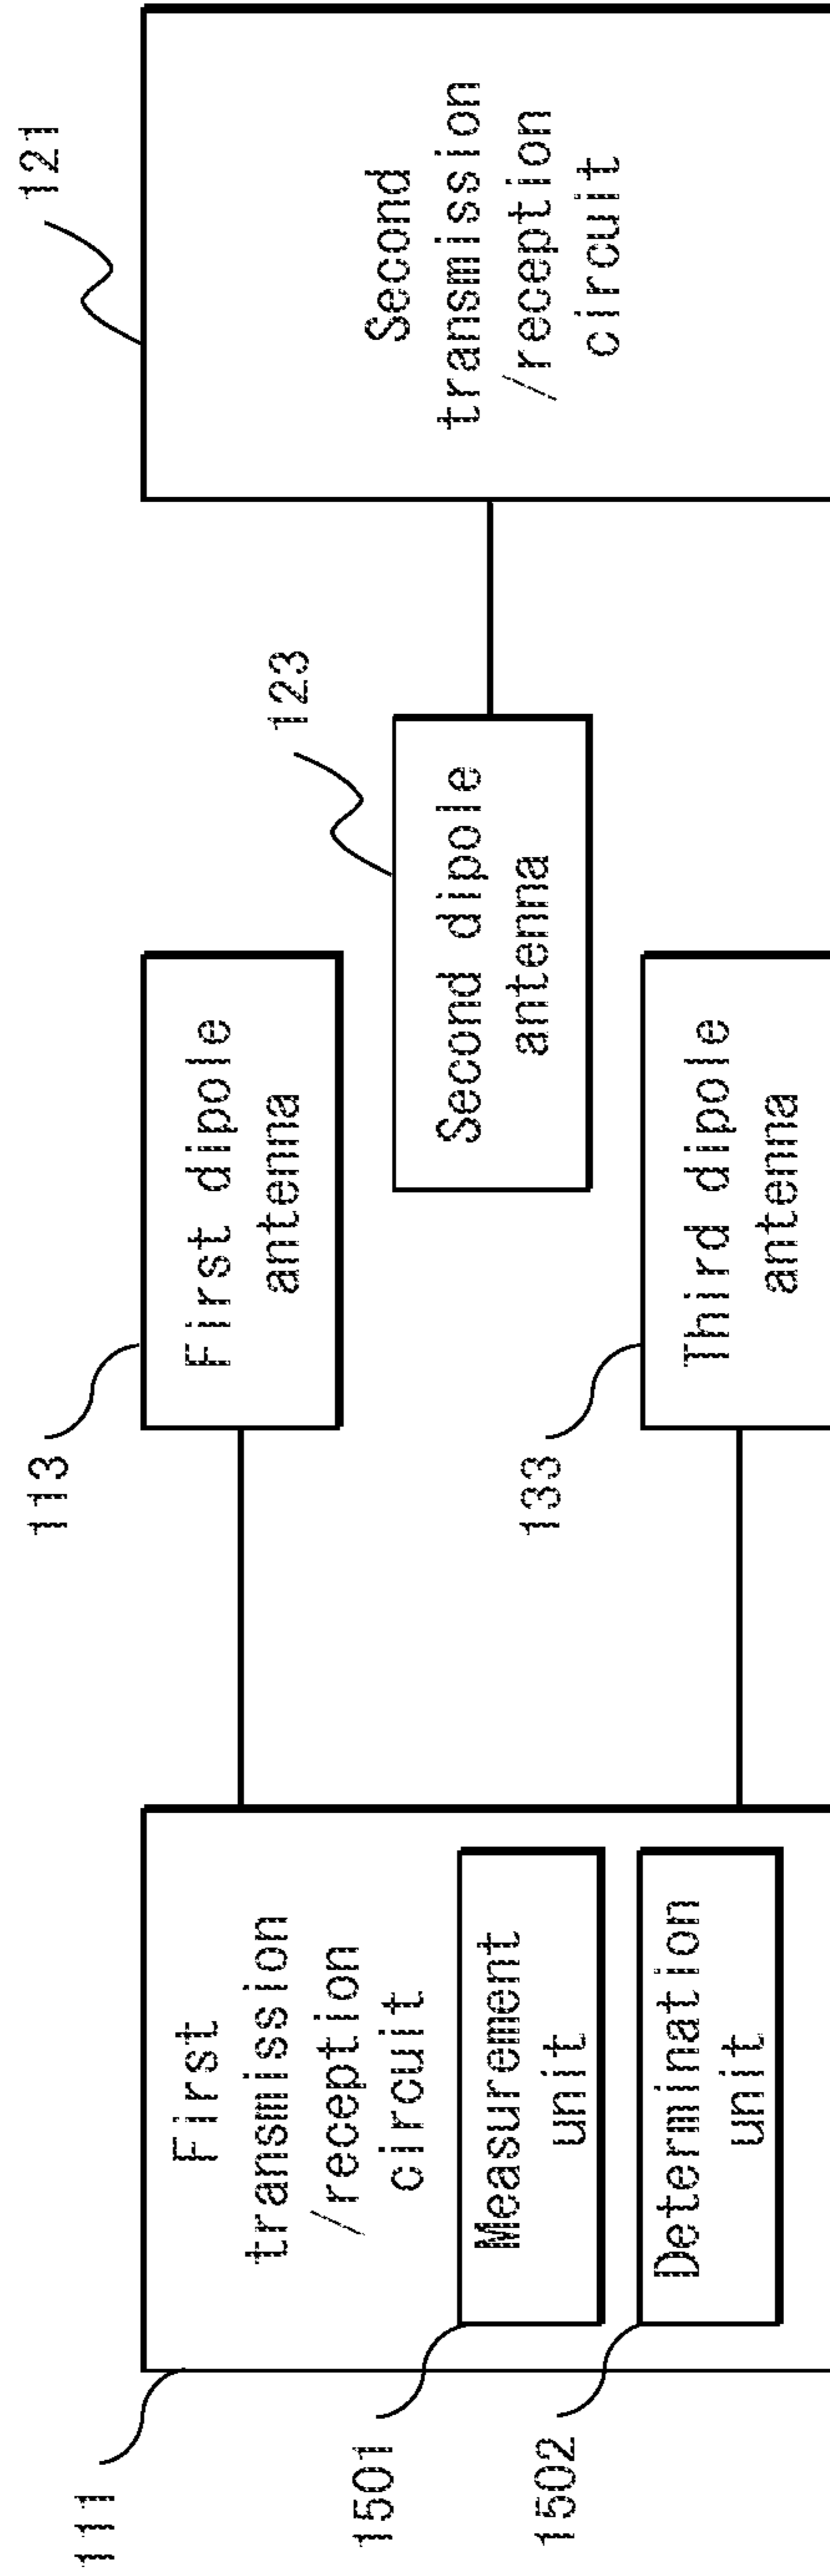 111
First
transmission
/reception
circuit
1501
Measurement
unit
1502
Determination
unit
113
First dipole
antenna
133
Third dipole
antenna
123
Second dipole
antenna
121
Second
transmission
/reception
circuit